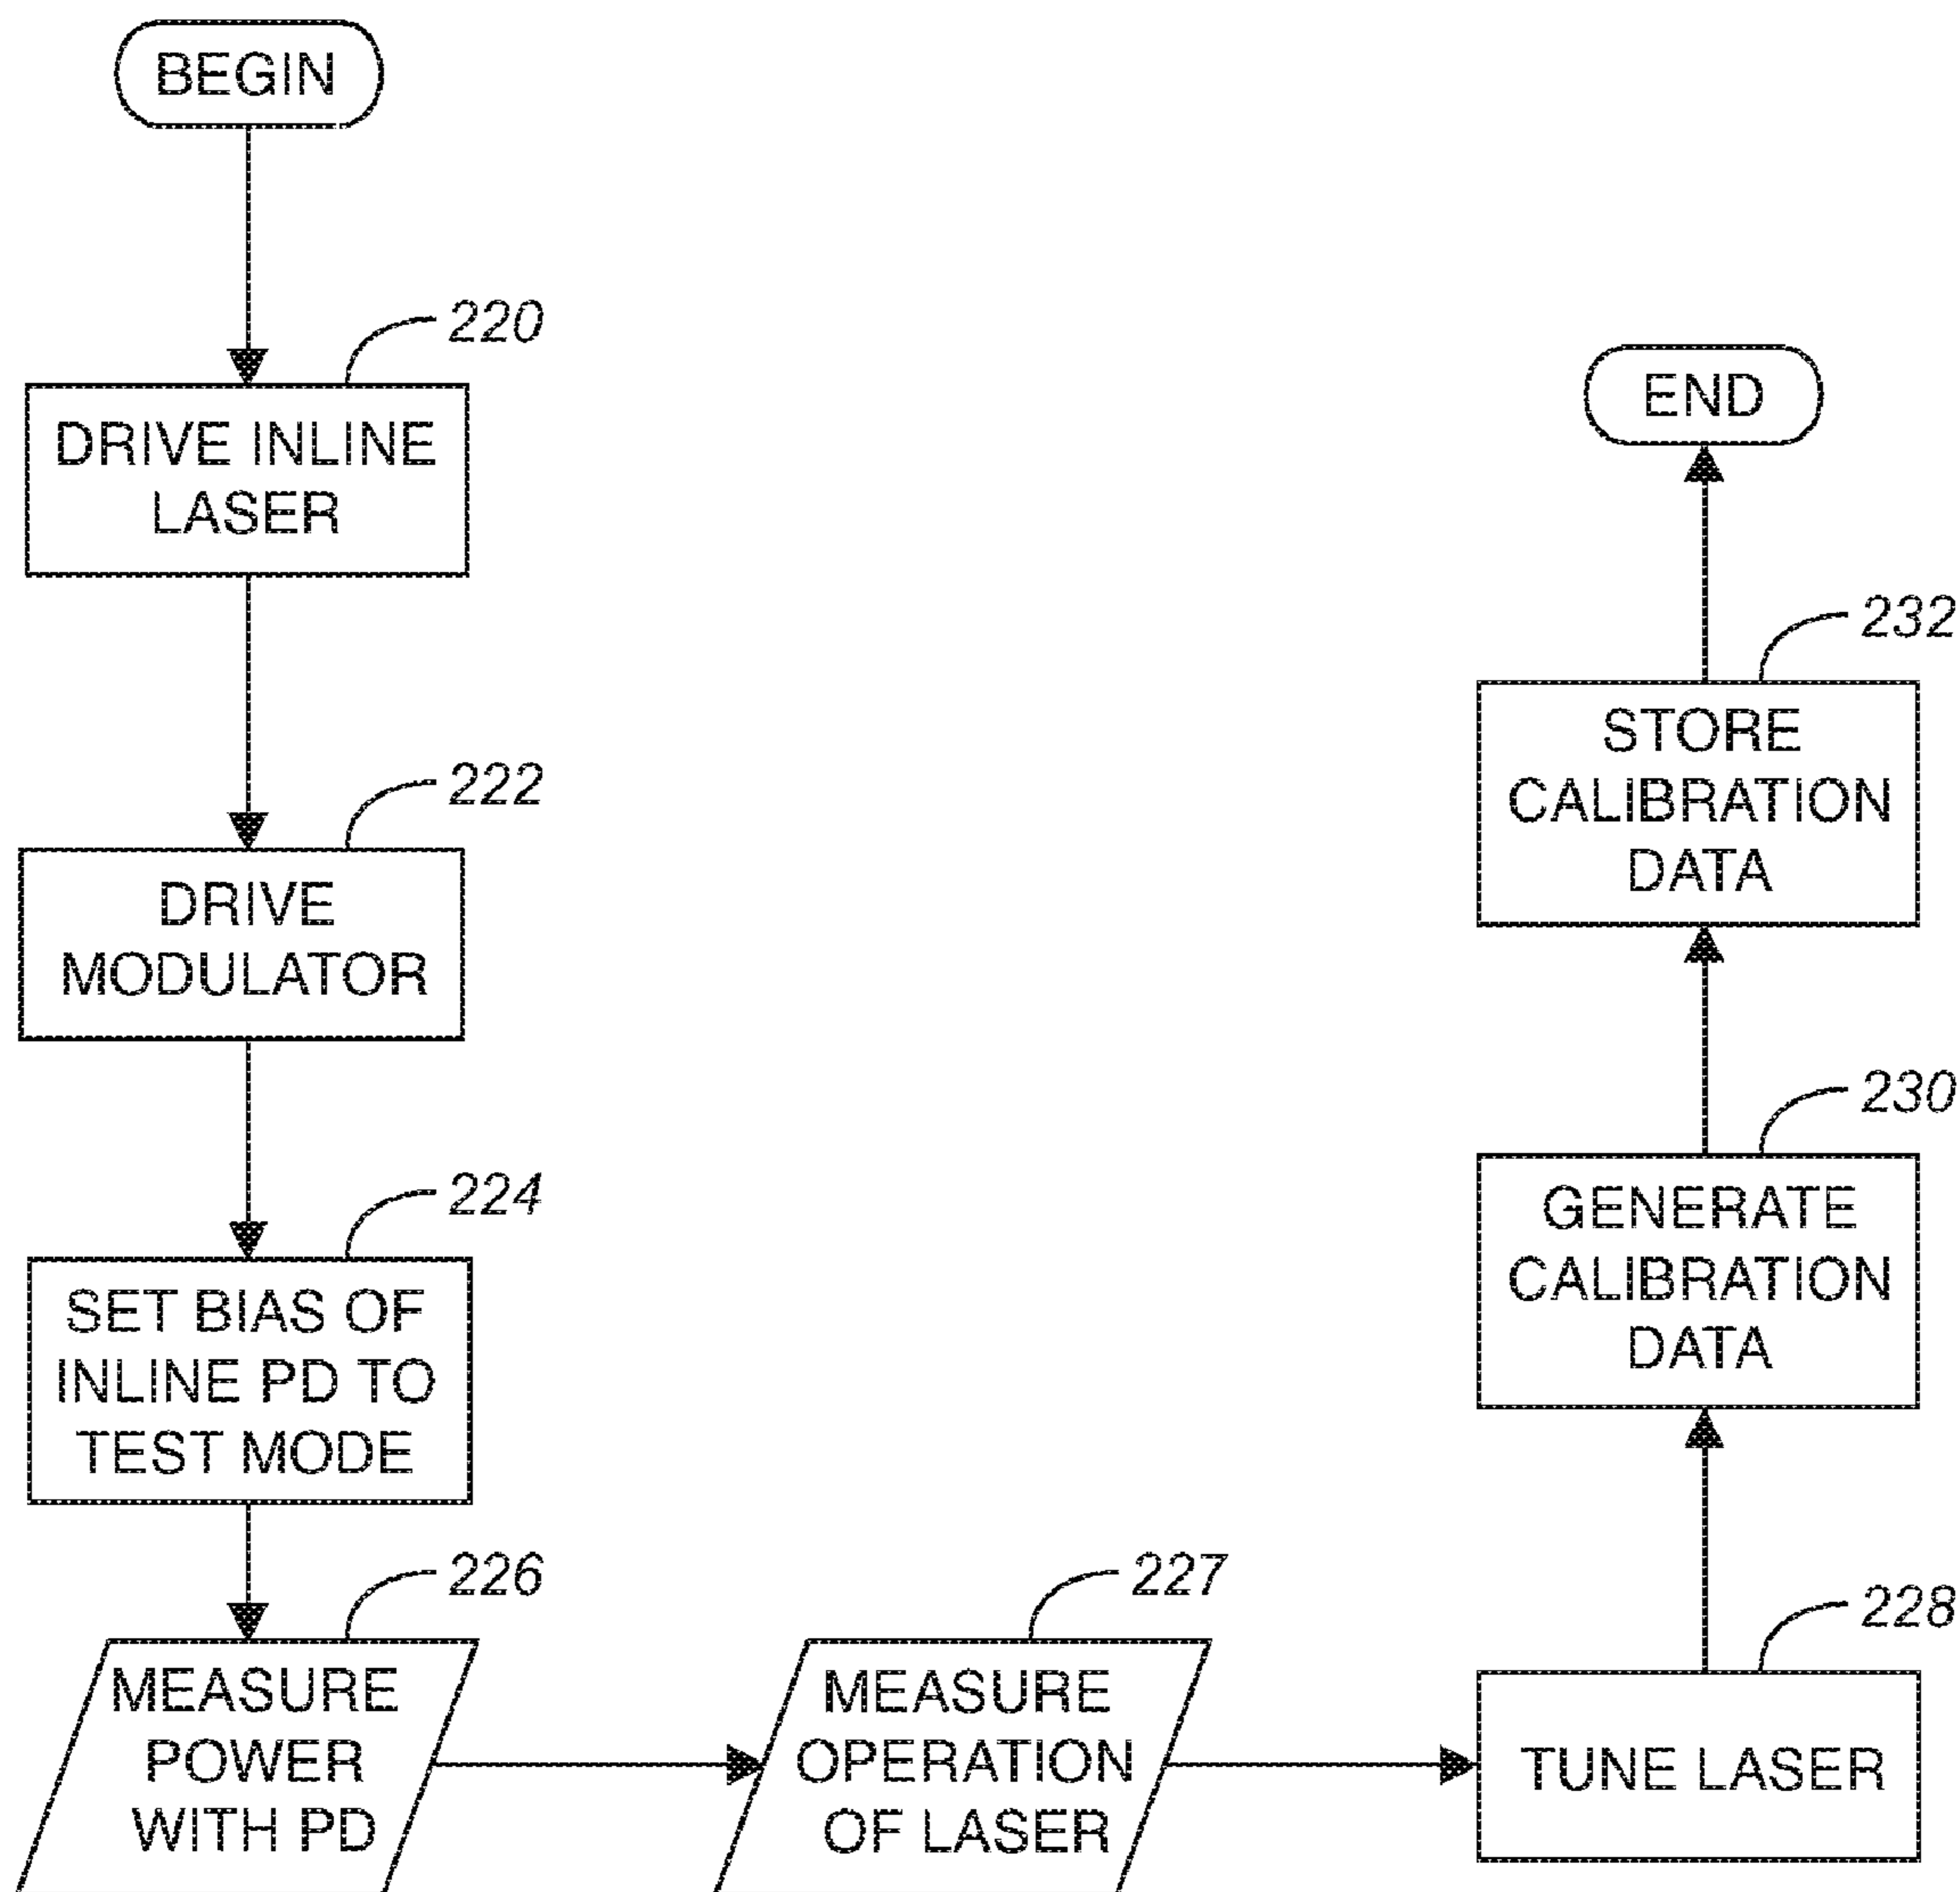 BEGIN
220
DRIVE INLINE
LASER
222
DRIVE
MODULATOR
224
SET BIAS OF
INLINE PD TO
TEST MODE
226
MEASURE
POWER
WITH PD
227
MEASURE
OPERATION
OF LASER
228
TUNE LASER
230
GENERATE
CALIBRATION
DATA
232
STORE
CALIBRATION
DATA
END